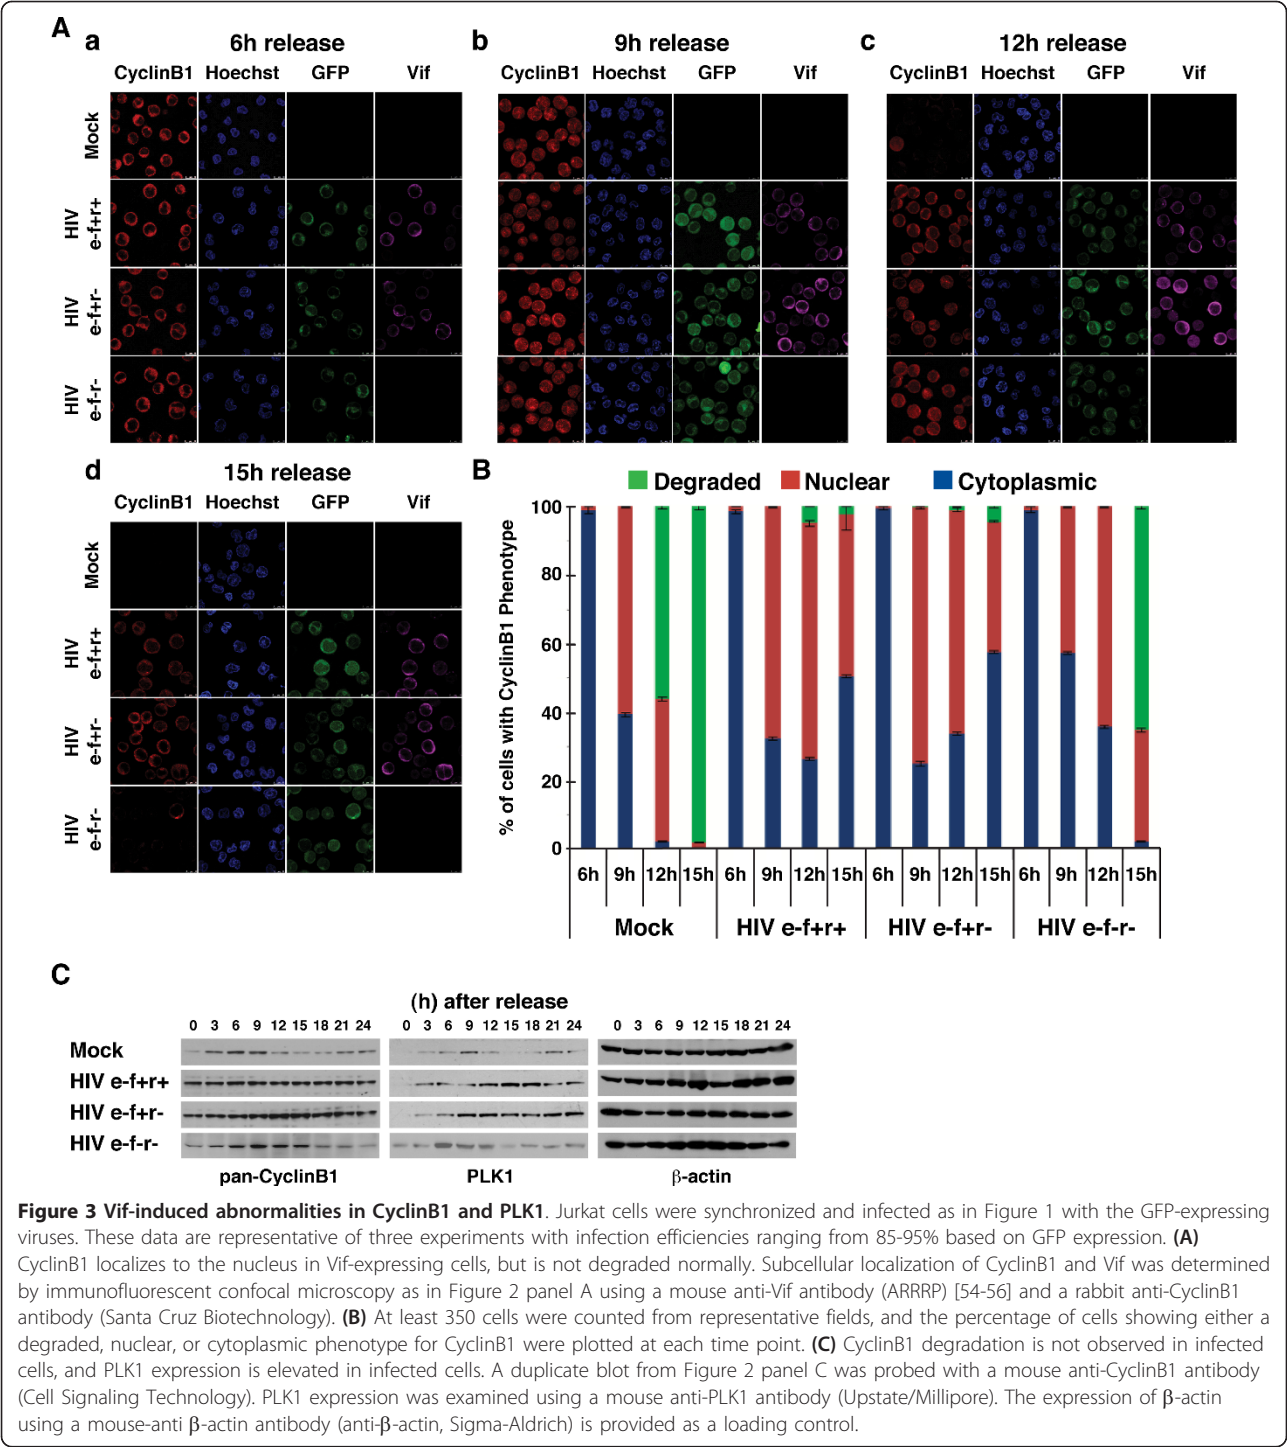 A
a 6h release
CyclinB1 Hoechst GFP Vif
Mock
HIV
e-f+r+
HIV
e-f+r-
HIV
e-f-r-
b 9h release
CyclinB1 Hoechst GFP Vif
c 12h release
CyclinB1 Hoechst GFP Vif
d 15h release
CyclinB1 Hoechst GFP Vif
Mock
HIV
e-f+r+
HIV
e-f+r-
HIV
e-f-r-
B
Degraded Nuclear Cytoplasmic
% of cells with CyclinB1 Phenotype
100
80
60
40
20
0
6h 9h 12h 15h 6h 9h 12h 15h 6h 9h 12h 15h 6h 9h 12h 15h
Mock HIV e-f+r+ HIV e-f+r- HIV e-f-r-
C
(h) after release
0 3 6 9 12 15 18 21 24 0 3 6 9 12 15 18 21 24 0 3 6 9 12 15 18 21 24
Mock
HIV e-f+r+
HIV e-f+r-
HIV e-f-r-
pan-CyclinB1 PLK1 β-actin
Figure 3 Vif-induced abnormalities in CyclinB1 and PLK1. Jurkat cells were synchronized and infected as in Figure 1 with the GFP-expressing
viruses. These data are representative of three experiments with infection efficiencies ranging from 85-95% based on GFP expression. (A)
CyclinB1 localizes to the nucleus in Vif-expressing cells, but is not degraded normally. Subcellular localization of CyclinB1 and Vif was determined
by immunofluorescent confocal microscopy as in Figure 2 panel A using a mouse anti-Vif antibody (ARRRP) [54-56] and a rabbit anti-CyclinB1
antibody (Santa Cruz Biotechnology). (B) At least 350 cells were counted from representative fields, and the percentage of cells showing either a
degraded, nuclear, or cytoplasmic phenotype for CyclinB1 were plotted at each time point. (C) CyclinB1 degradation is not observed in infected
cells, and PLK1 expression is elevated in infected cells. A duplicate blot from Figure 2 panel C was probed with a mouse anti-CyclinB1 antibody
(Cell Signaling Technology). PLK1 expression was examined using a mouse anti-PLK1 antibody (Upstate/Millipore). The expression of β-actin
using a mouse-anti β-actin antibody (anti-β-actin, Sigma-Aldrich) is provided as a loading control.